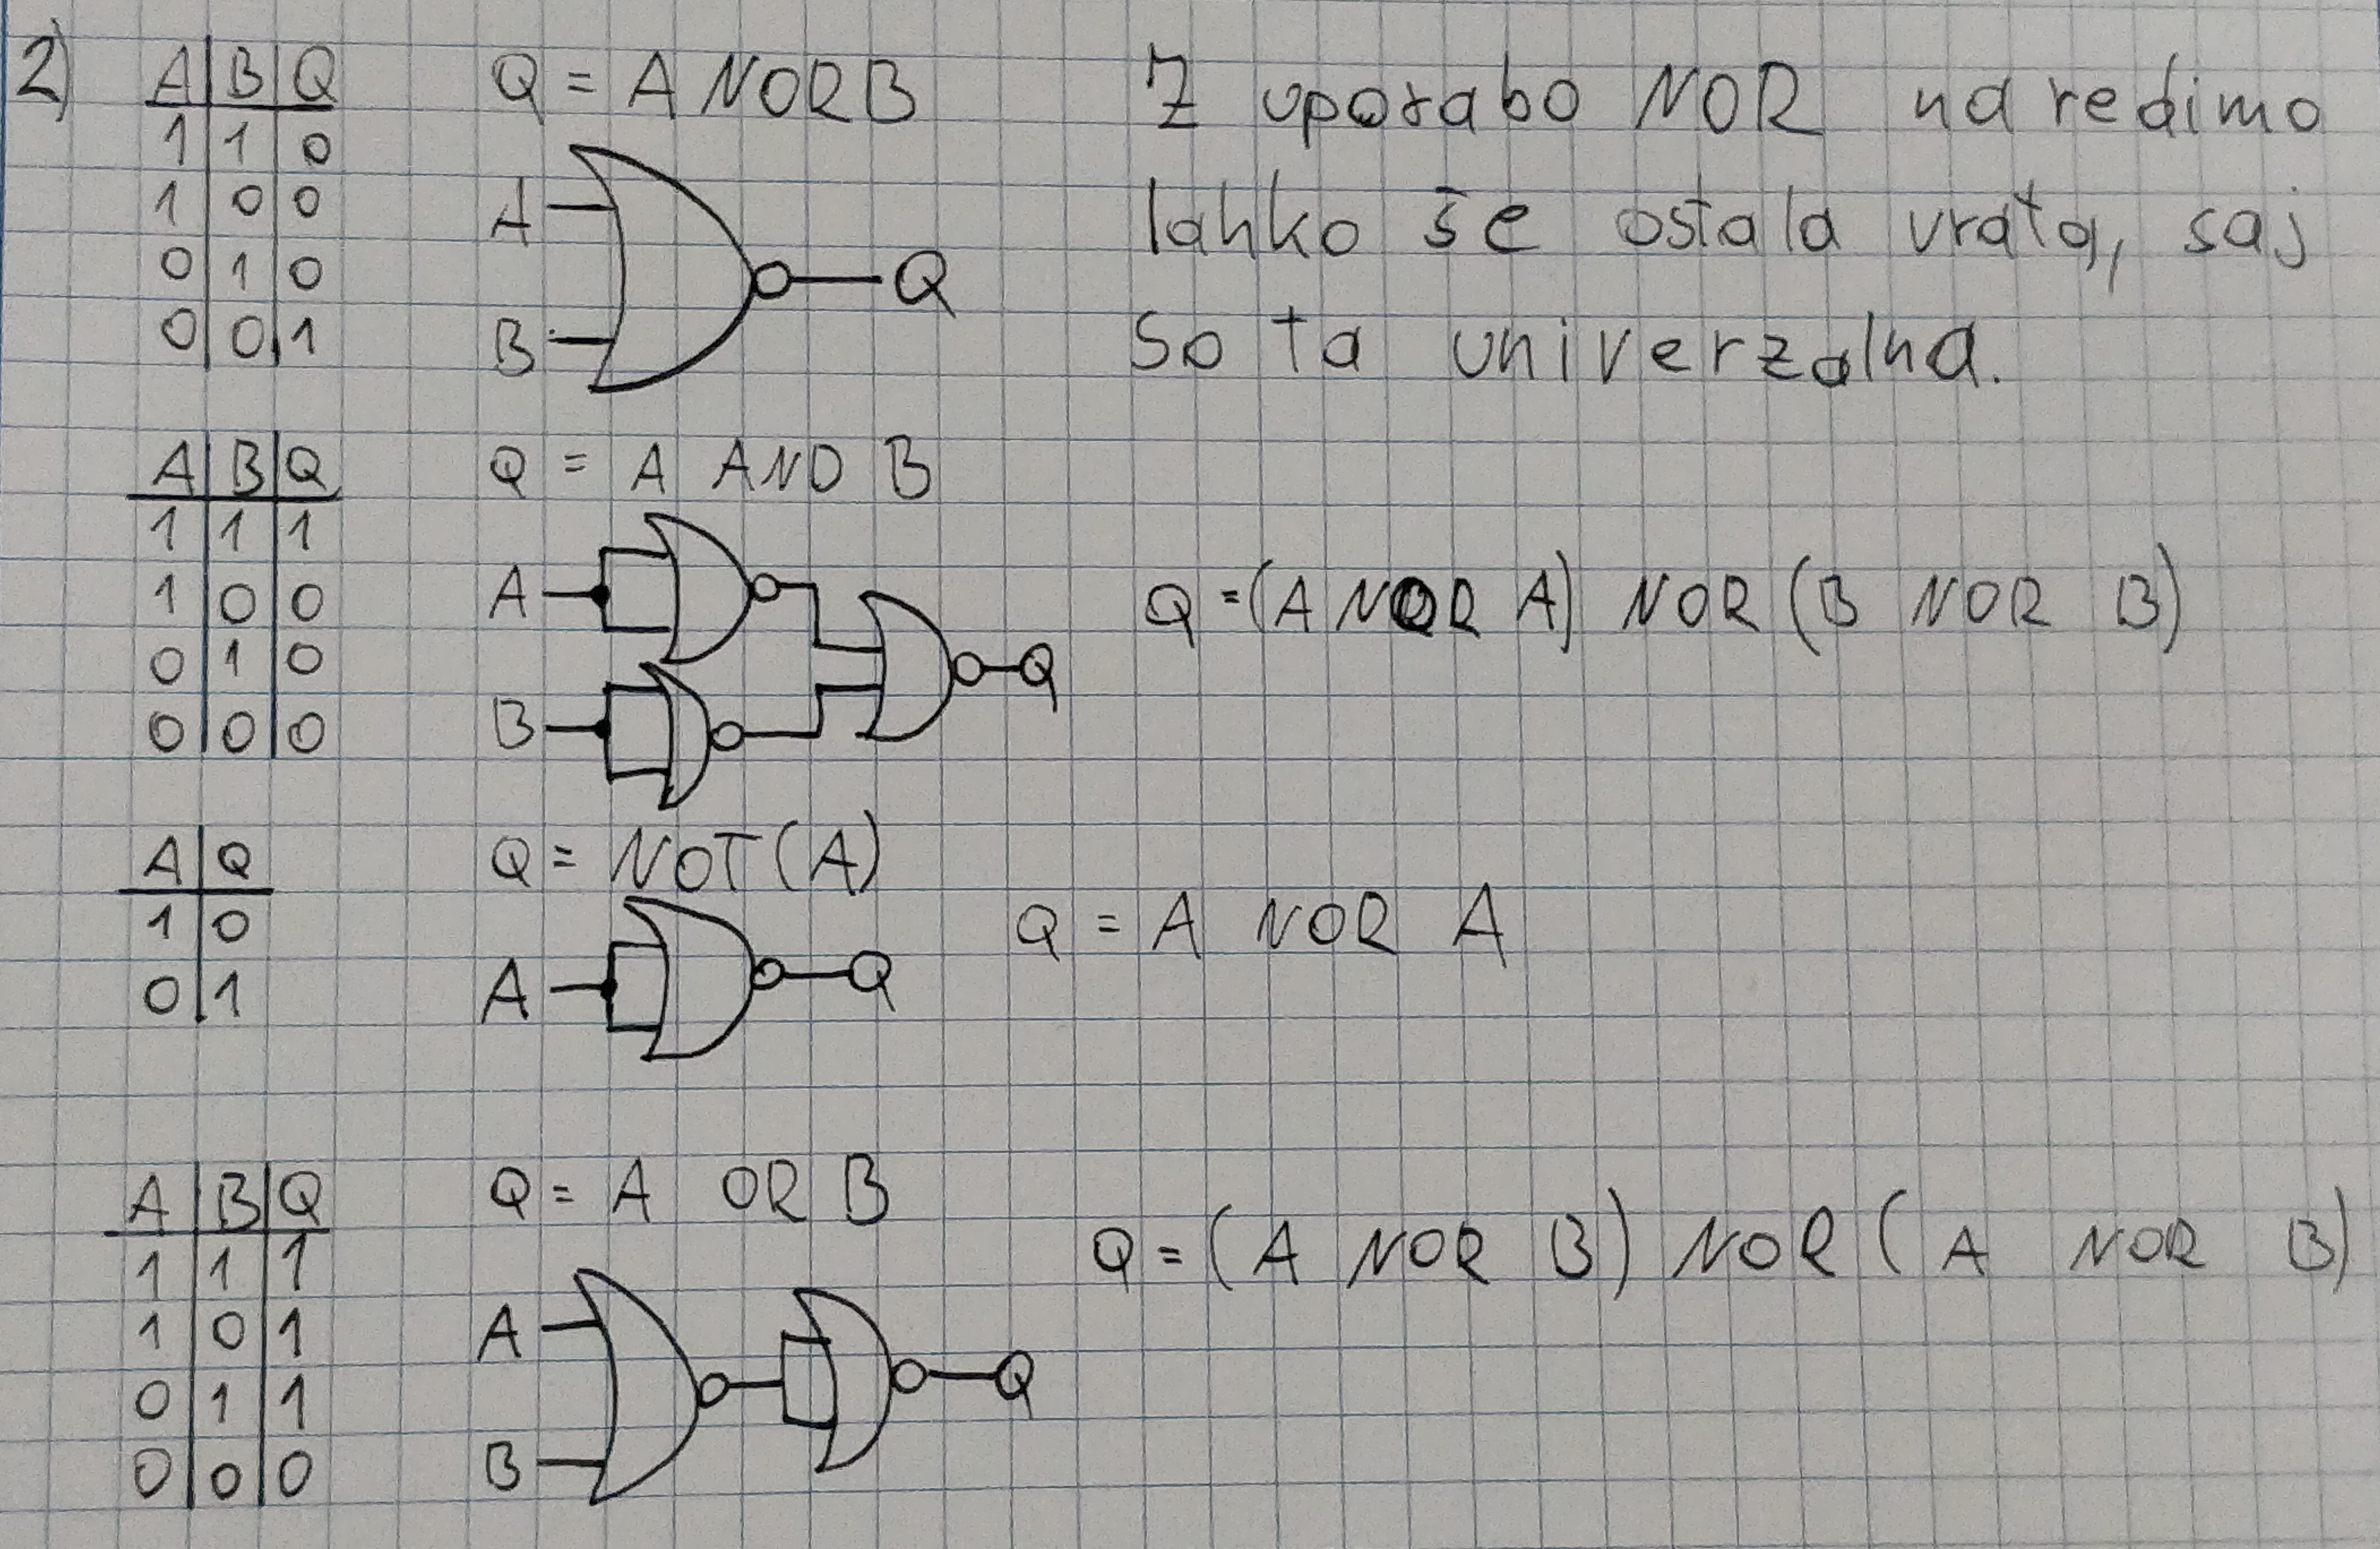 2)
A B Q
1 1 0
1 0 0
0 1 0
0 0 1
Q = A NOR B
A
B
Q
Z uporabo NOR naredimo
lahko še ostala vrata, saj
so ta univerzalna.
A B Q
1 1 1
1 0 0
0 1 0
0 0 0
Q = A AND B
A
B
Q
Q = (A NOR A) NOR (B NOR B)
A Q
1 0
0 1
Q = NOT (A)
A
Q
Q = A NOR A
A B Q
1 1 1
1 0 1
0 1 1
0 0 0
Q = A OR B
A
B
Q
Q = (A NOR B) NOR (A NOR B)